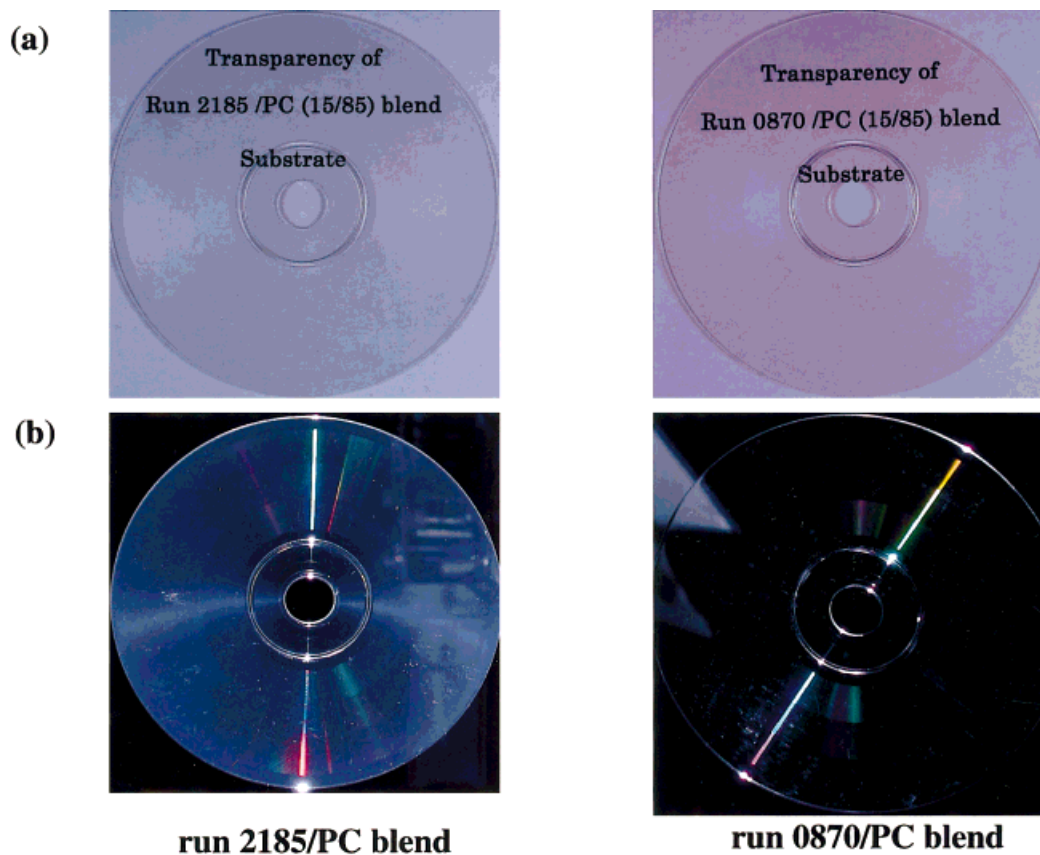 (a)
Transparency of
Run 2185 /PC (15/85) blend
Substrate
Transparency of
Run 0870 /PC (15/85) blend
Substrate
(b)
run 2185/PC blend
run 0870/PC blend